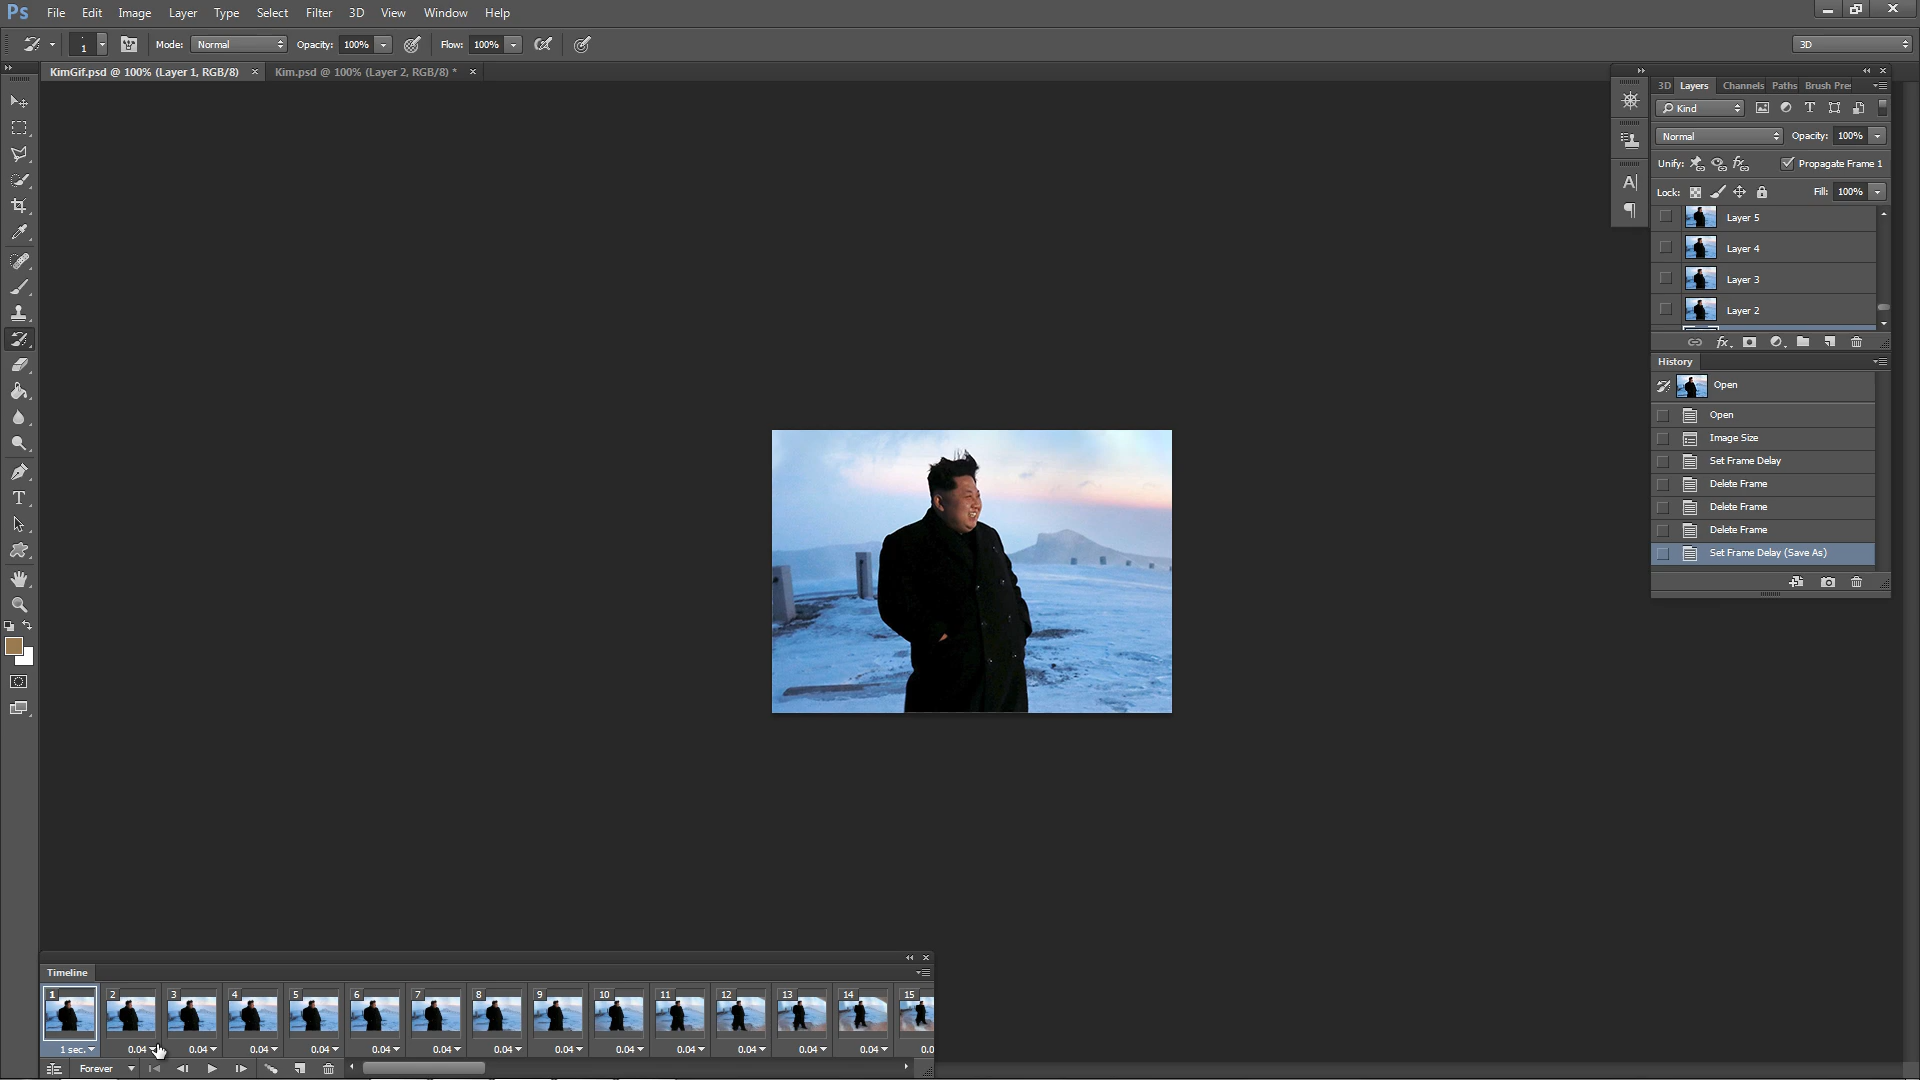 Ps File Edit Image Layer Type Select Filter 3D View Window Help
1 Mode: Normal Opacity: 100% Flow: 100% 3D
KimGif.psd @ 100% (Layer 1, RGB/8) × Kim.psd @ 100% (Layer 2, RGB/8) * ×
3D Layers Channels Paths Brush Pre
Kind T
Normal Opacity: 100%
Unify: Propagate Frame 1
Lock: Fill: 100%
Layer 5
Layer 4
Layer 3
Layer 2
fx
History
Open
Open
Image Size
Set Frame Delay
Delete Frame
Delete Frame
Delete Frame
Set Frame Delay (Save As)
Timeline
1 2 3 4 5 6 7 8 9 10 11 12 13 14 15
1 sec. 0.04 0.04 0.04 0.04 0.04 0.04 0.04 0.04 0.04 0.04 0.04 0.04 0.04 0.0
Forever